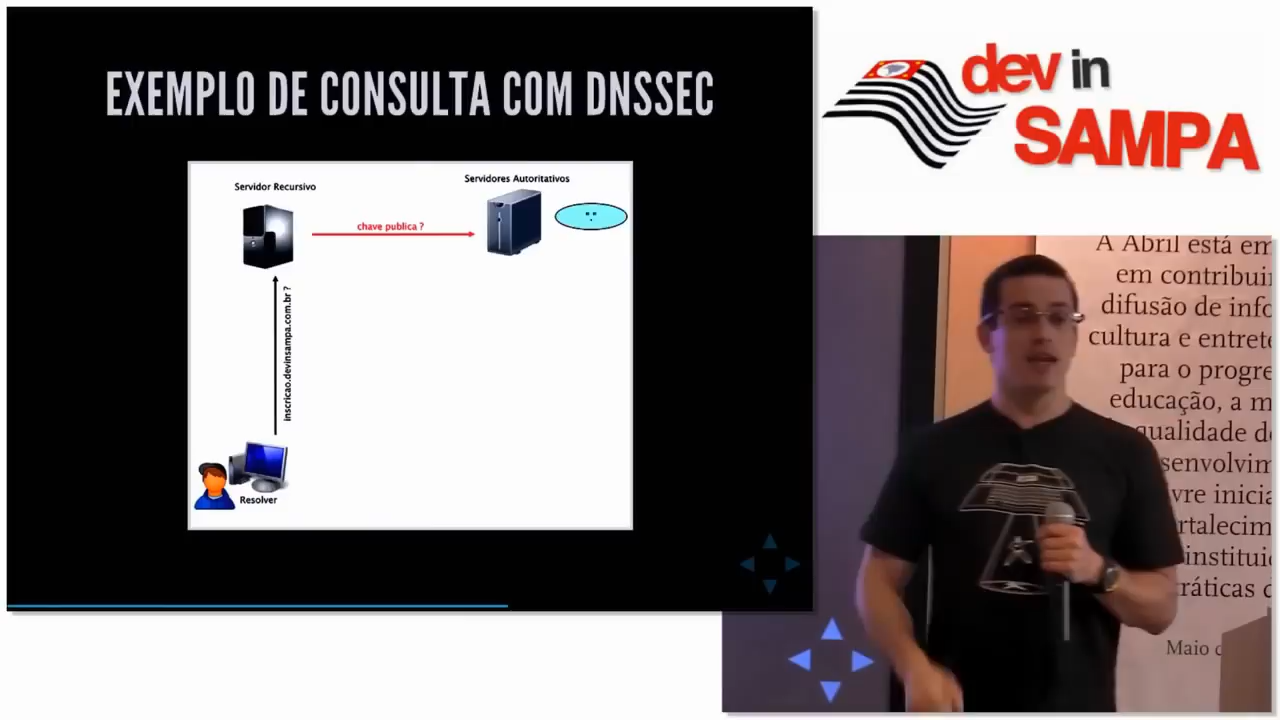 EXEMPLO DE CONSULTA COM DNSSEC
Servidor Recursivo
Servidores Autoritativos
"."
chave publica ?
inscricao.devinsampa.com.br ?
Resolver
dev in
SAMPA
A Abril está em
em contribuir
difusão de info
cultura e entrete
para o progre
educação, a m
qualidade de
senvolvim
vre inicia
rtalecim
instituic
ráticas d
Maio